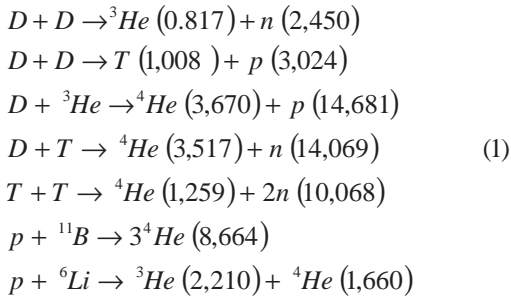 D + D → ³He (0.817) + n (2,450)
D + D → T (1,008 ) + p (3,024)
D + ³He → ⁴He (3,670) + p (14,681)
D + T → ⁴He (3,517) + n (14,069) (1)
T + T → ⁴He (1,259) + 2n (10,068)
p + ¹¹B → 3⁴He (8,664)
p + ⁶Li → ³He (2,210) + ⁴He (1,660)